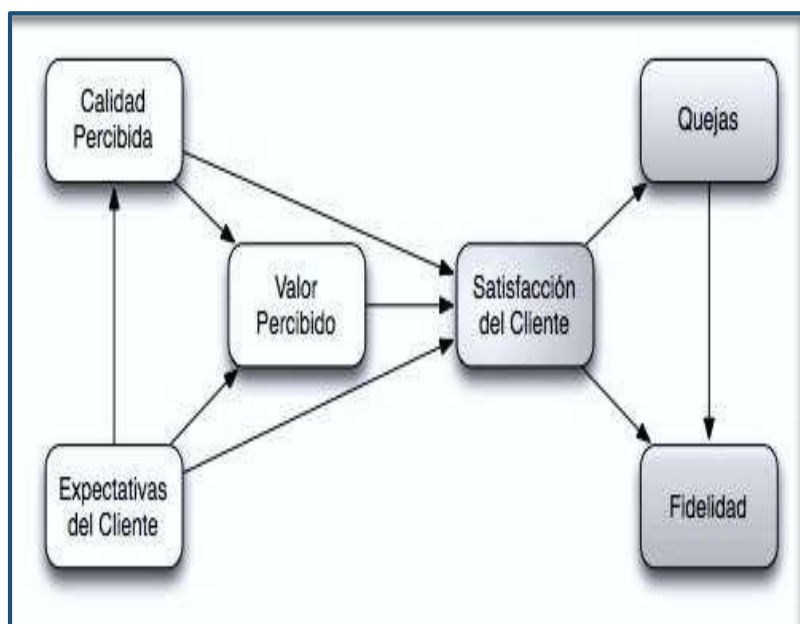 Calidad
Percibida
Quejas
Valor
Percibido
Satisfacción
del Cliente
Expectativas
del Cliente
Fidelidad